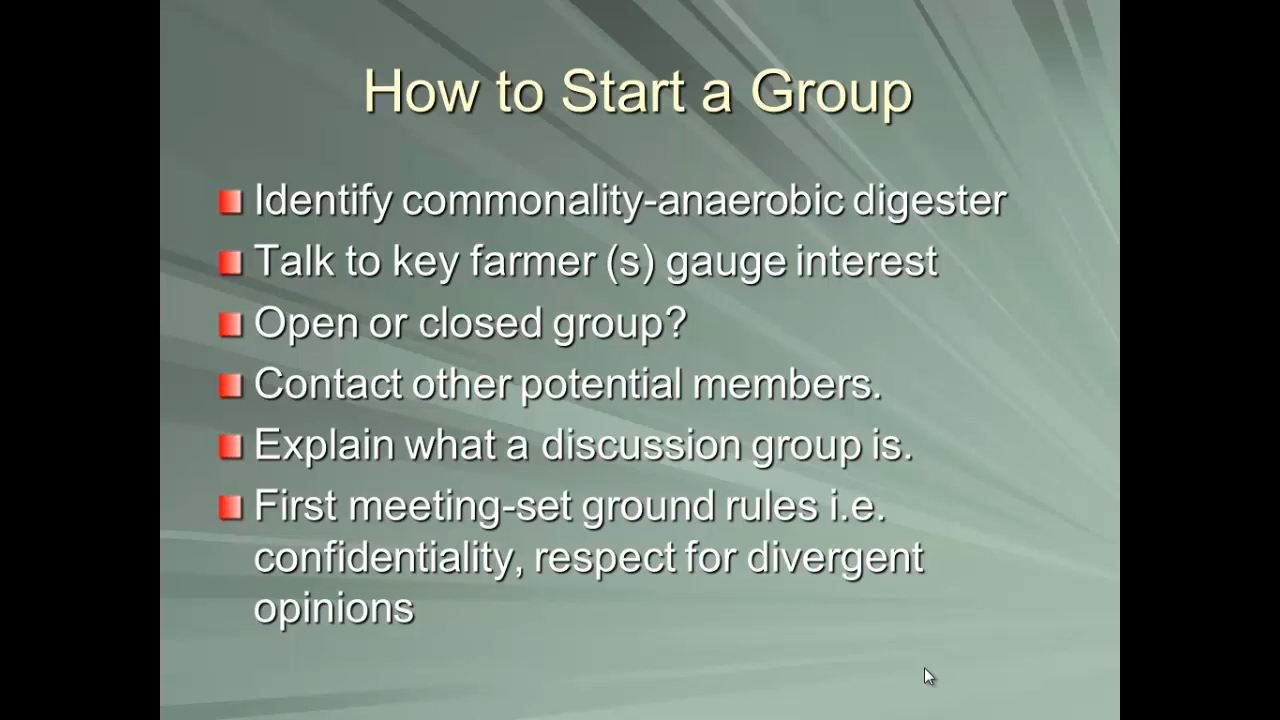 How to Start a Group
Identify commonality-anaerobic digester
Talk to key farmer (s) gauge interest
Open or closed group?
Contact other potential members.
Explain what a discussion group is.
First meeting-set ground rules i.e.
confidentiality, respect for divergent
opinions